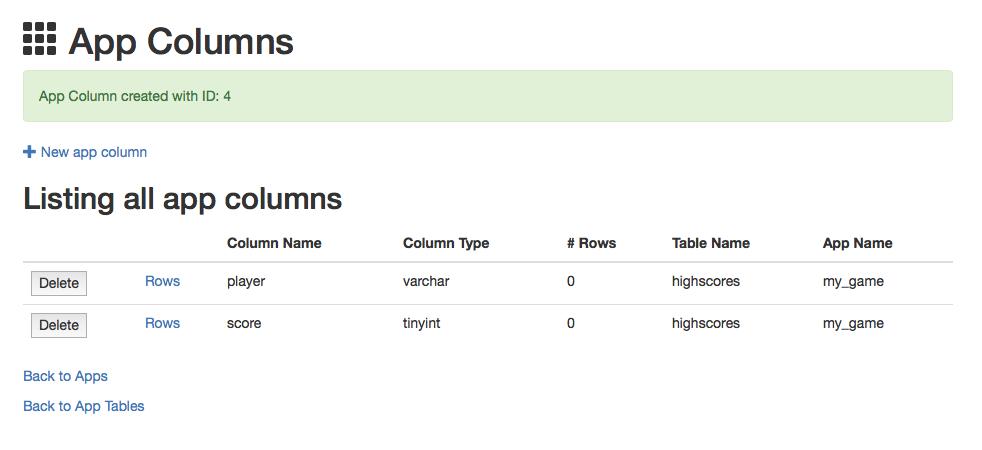 App Columns
App Column created with ID: 4
New app column
Listing all app columns
Column Name Column Type # Rows Table Name App Name
Delete Rows player varchar 0 highscores my_game
Delete Rows score tinyint 0 highscores my_game
Back to Apps
Back to App Tables